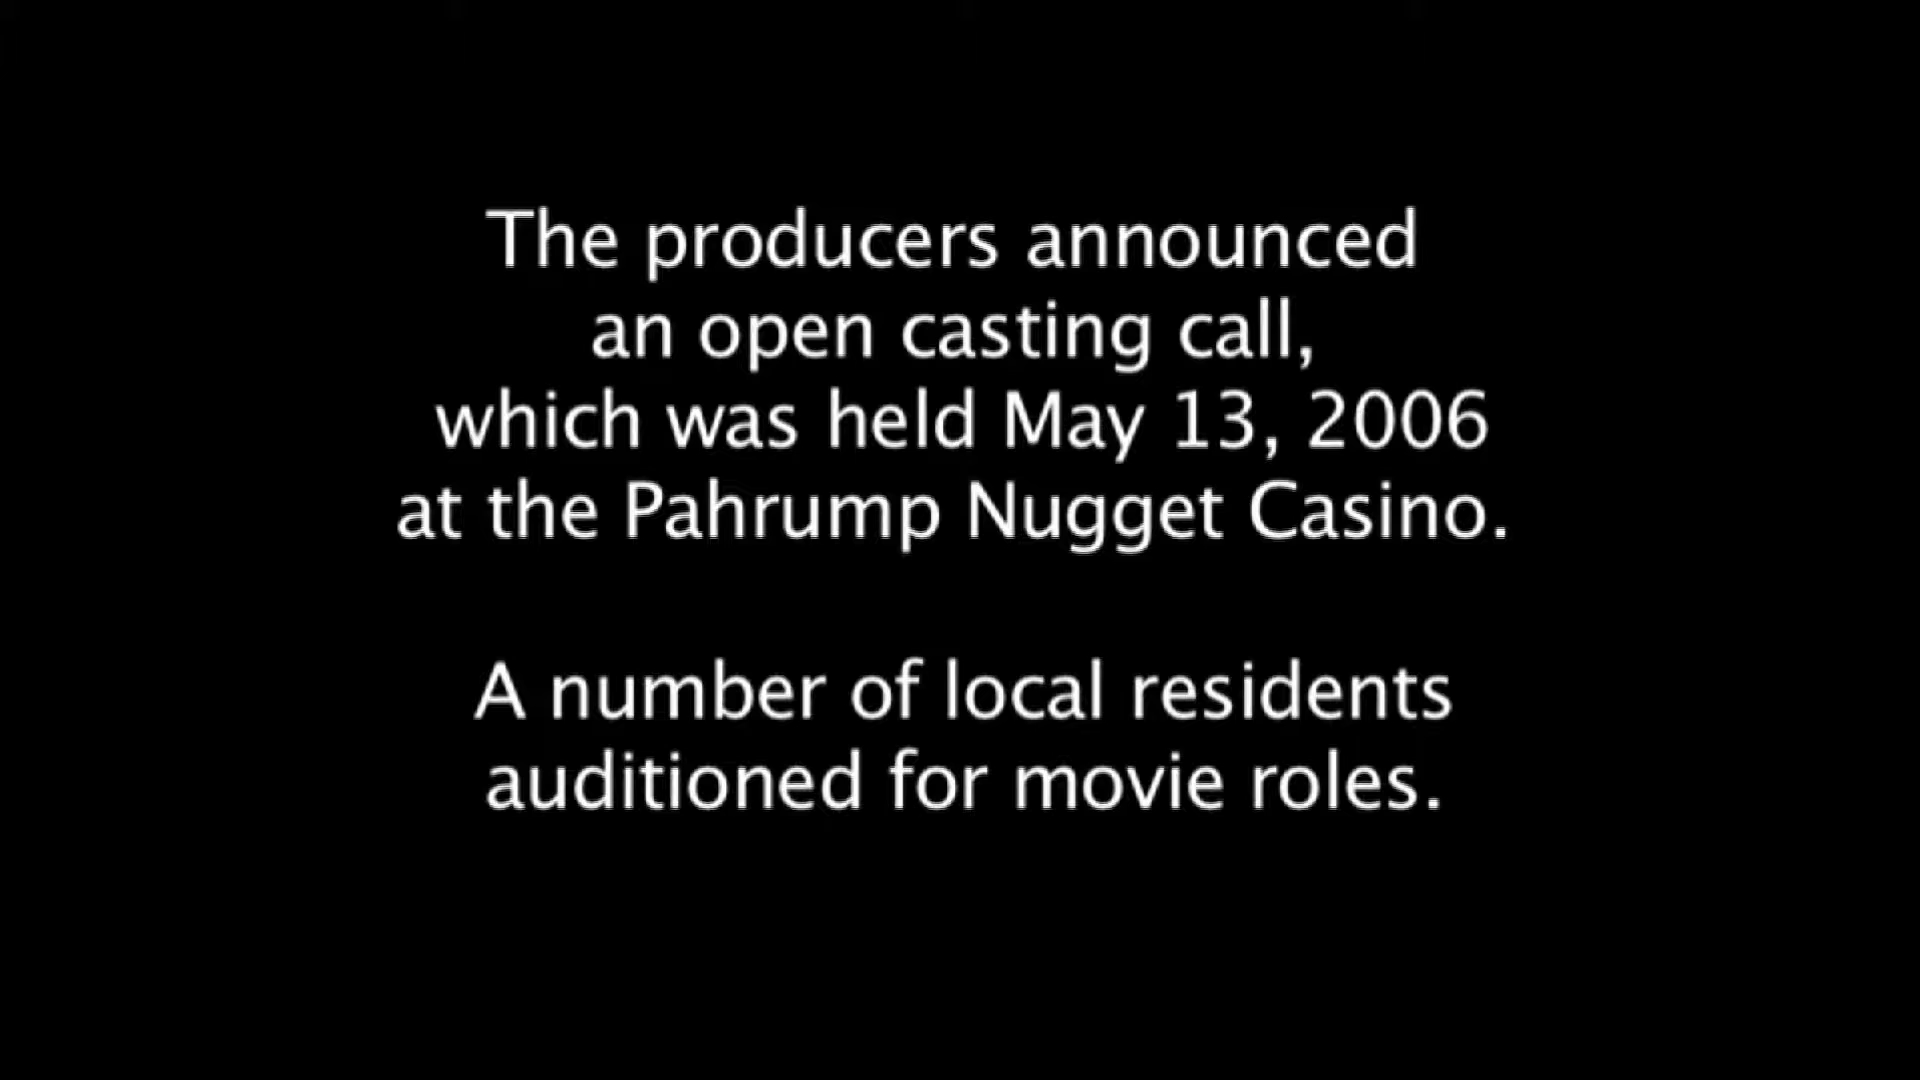 The producers announced
an open casting call,
which was held May 13, 2006
at the Pahrump Nugget Casino.
A number of local residents
auditioned for movie roles.